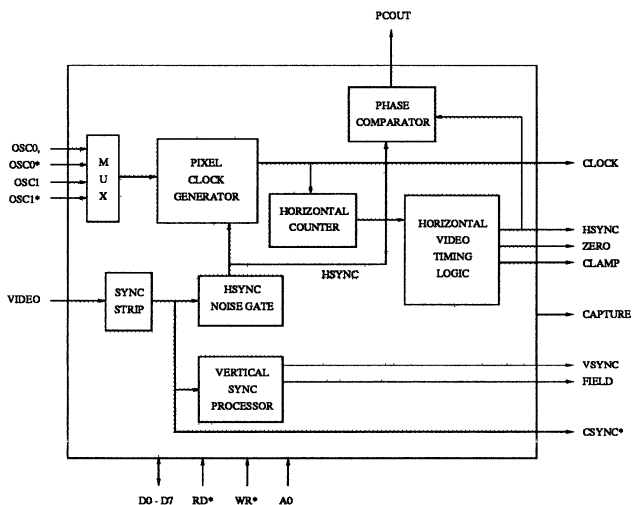 PCOUT
PHASE
COMPARATOR
OSC0,
OSC0*
OSC1
OSC1*
M
U
X
PIXEL
CLOCK
GENERATOR
CLOCK
HORIZONTAL
COUNTER
HORIZONTAL
VIDEO
TIMING
LOGIC
HSYNC
ZERO
CLAMP
HSYNC
VIDEO
SYNC
STRIP
HSYNC
NOISE GATE
CAPTURE
VERTICAL
SYNC
PROCESSOR
VSYNC
FIELD
CSYNC*
D0 - D7
RD*
WR*
A0